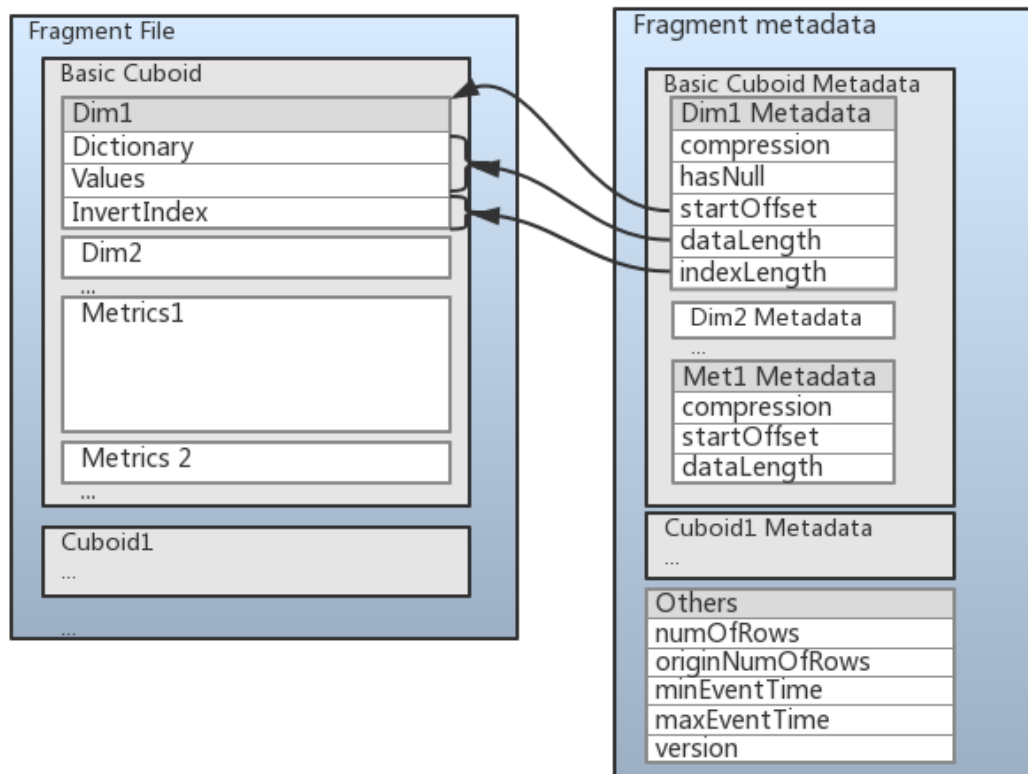 Fragment File
Basic Cuboid
Dim1
Dictionary
Values
InvertIndex
Dim2
...
Metrics1
Metrics 2
...
Cuboid1
...
...
Fragment metadata
Basic Cuboid Metadata
Dim1 Metadata
compression
hasNull
startOffset
dataLength
indexLength
Dim2 Metadata
...
Met1 Metadata
compression
startOffset
dataLength
Cuboid1 Metadata
...
Others
numOfRows
originNumOfRows
minEventTime
maxEventTime
version